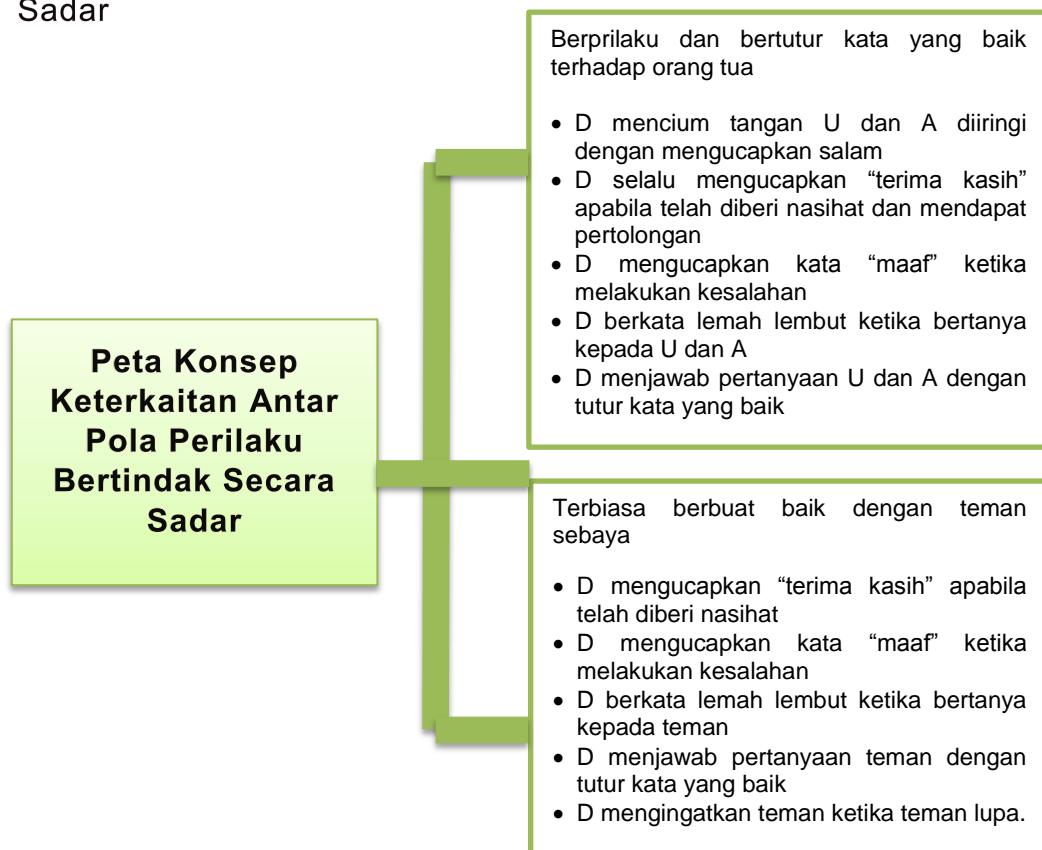 Sadar
Berprilaku dan bertutur kata yang baik
terhadap orang tua
• D mencium tangan U dan A diiringi
dengan mengucapkan salam
• D selalu mengucapkan “terima kasih”
apabila telah diberi nasihat dan mendapat
pertolongan
• D mengucapkan kata “maaf” ketika
melakukan kesalahan
• D berkata lemah lembut ketika bertanya
kepada U dan A
• D menjawab pertanyaan U dan A dengan
tutur kata yang baik
Peta Konsep
Keterkaitan Antar
Pola Perilaku
Bertindak Secara
Sadar
Terbiasa berbuat baik dengan teman
sebaya
• D mengucapkan “terima kasih” apabila
telah diberi nasihat
• D mengucapkan kata “maaf” ketika
melakukan kesalahan
• D berkata lemah lembut ketika bertanya
kepada teman
• D menjawab pertanyaan teman dengan
tutur kata yang baik
• D mengingatkan teman ketika teman lupa.